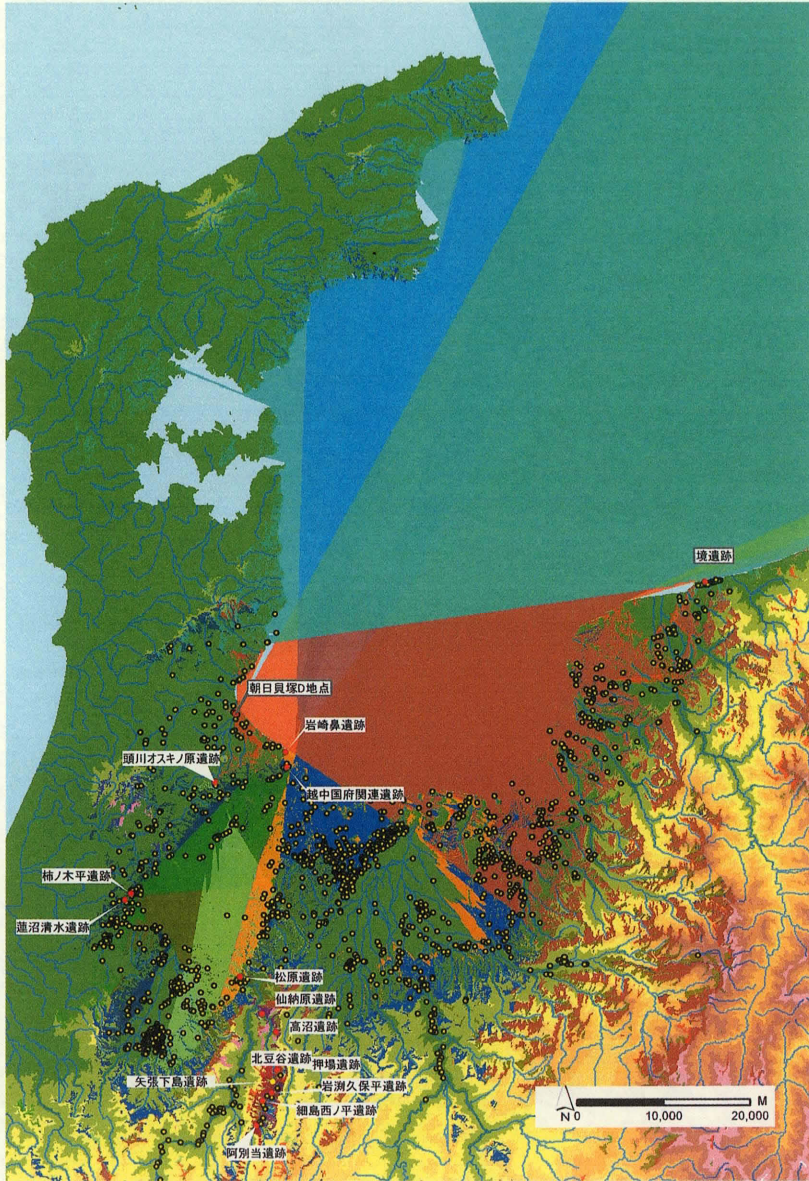 境遺跡
朝日貝塚D地点
岩崎鼻遺跡
頭川オスキノ原遺跡
越中国府関連遺跡
柿ノ木平遺跡
蓮沼清水遺跡
松原遺跡
仙納原遺跡
高沼遺跡
北豆谷遺跡
押場遺跡
矢張下島遺跡
岩渕久保平遺跡
細島西ノ平遺跡
阿別当遺跡
M
0 10,000 20,000